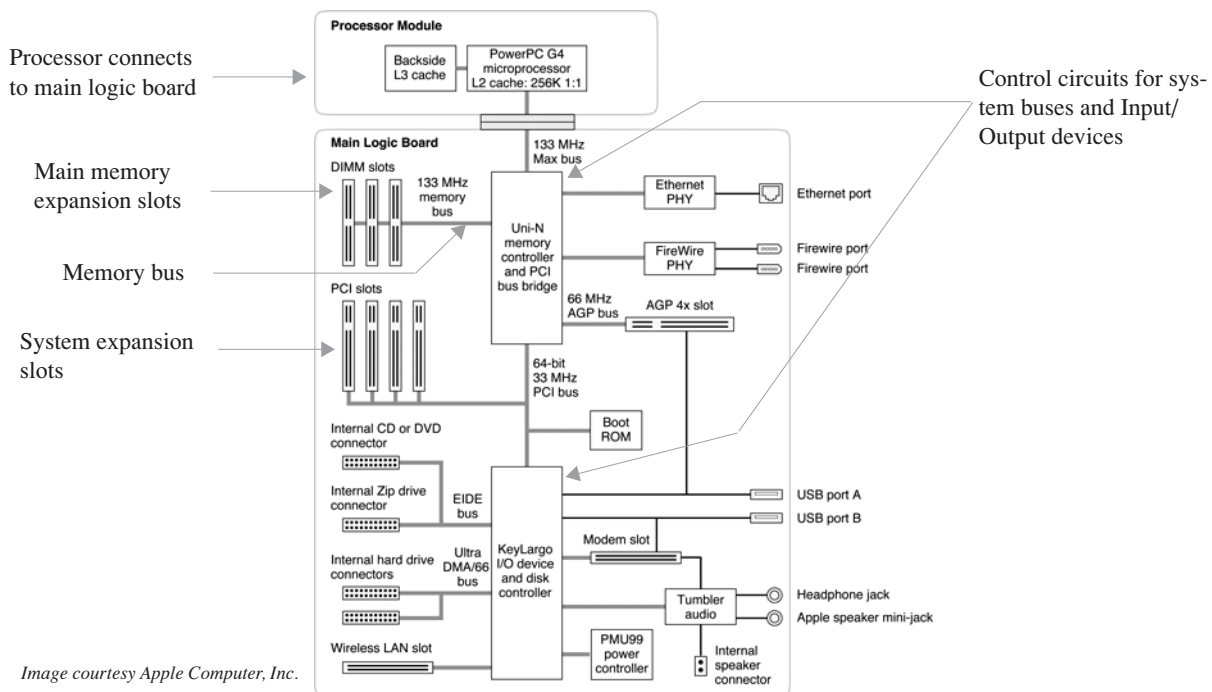 Processor Module
Processor connects
to main logic board
Backside
L3 cache
PowerPC G4
microprocessor
L2 cache: 256K 1:1
Control circuits for sys-
tem buses and Input/
Output devices
Main Logic Board
133 MHz
Max bus
Main memory
expansion slots
DIMM slots
133 MHz
memory
bus
Memory bus
Uni-N
memory
controller
and PCI
bus bridge
Ethernet
PHY
Ethernet port
FireWire
PHY
Firewire port
Firewire port
PCI slots
66 MHz
AGP bus
AGP 4x slot
System expansion
slots
64-bit
33 MHz
PCI bus
Boot
ROM
Internal CD or DVD
connector
Internal Zip drive
connector
EIDE
bus
USB port A
USB port B
Modem slot
KeyLargo
I/O device
and disk
controller
Internal hard drive
connectors
Ultra
DMA/66
bus
Tumbler
audio
Headphone jack
Apple speaker mini-jack
Wireless LAN slot
PMU99
power
controller
Internal
speaker
connector
Image courtesy Apple Computer, Inc.